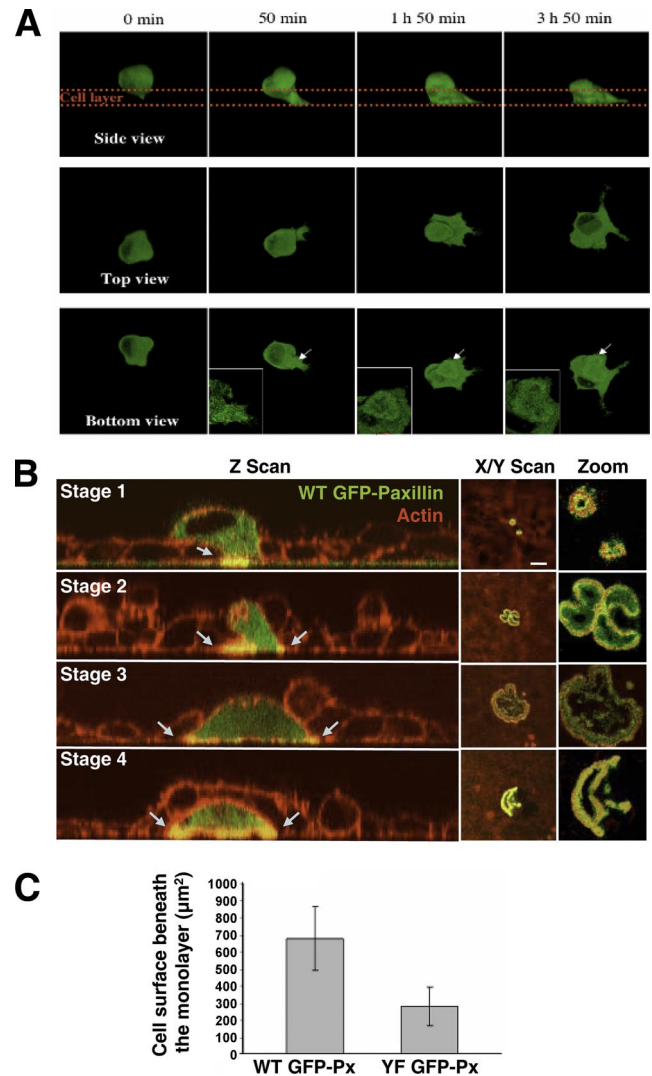 A
0 min 50 min 1 h 50 min 3 h 50 min
Cell layer
Side view
Top view
Bottom view
B
Z Scan X/Y Scan Zoom
Stage 1
WT GFP-Paxillin
Actin
Stage 2
Stage 3
Stage 4
C
Cell surface beneath
the monolayer (µm²)
1000
900
800
700
600
500
400
300
200
100
0
WT GFP-Px YF GFP-Px